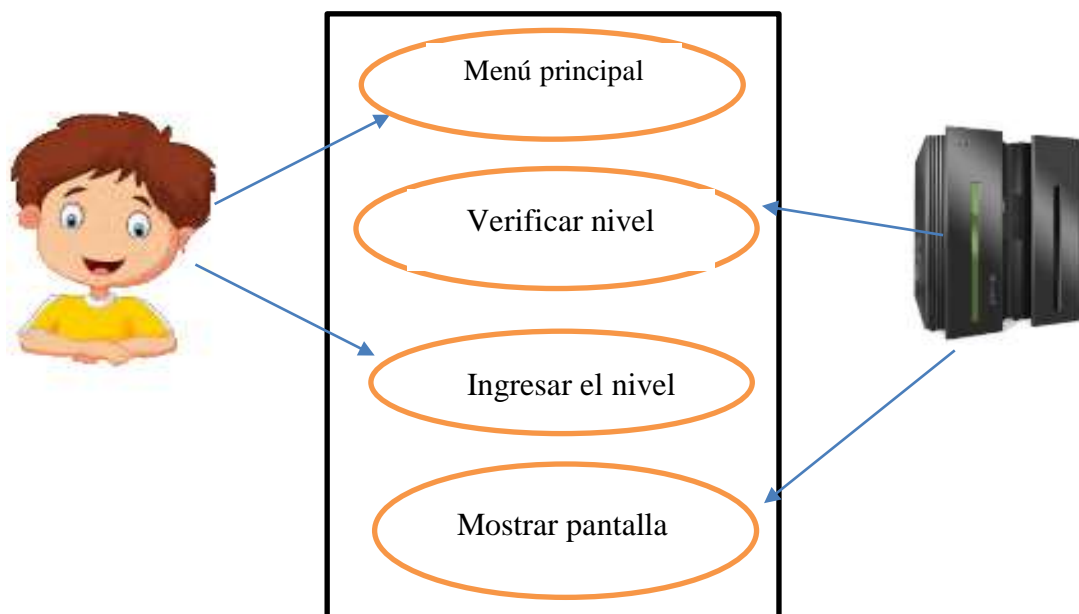 Menú principal
Verificar nivel
Ingresar el nivel
Mostrar pantalla